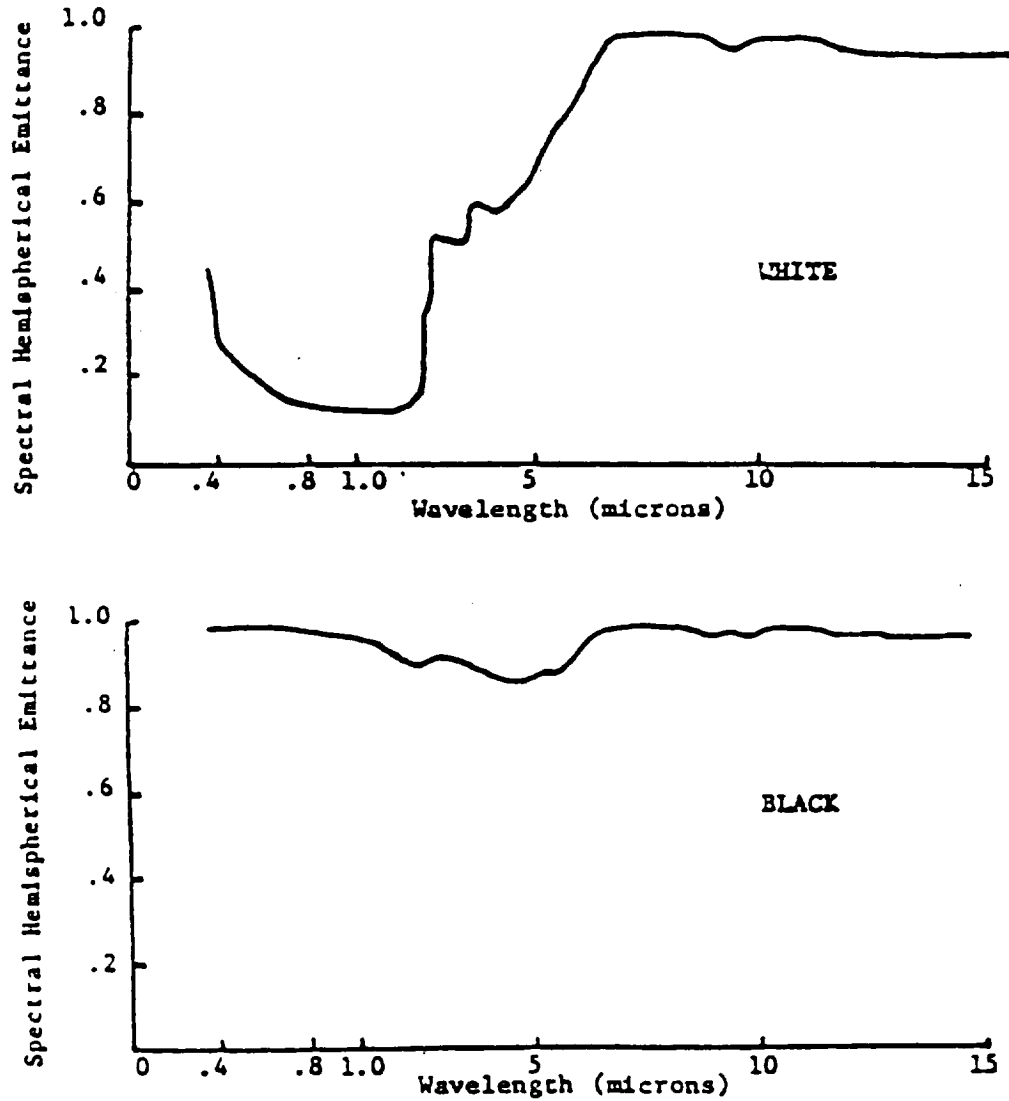 Spectral Hemispherical Emittance
1.0
.8
.6
.4
.2
WHITE
0 .4 .8 1.0 5 10 15
Wavelength (microns)
Spectral Hemispherical Emittance
1.0
.8
.6
.4
.2
BLACK
0 .4 .8 1.0 5 10 15
Wavelength (microns)